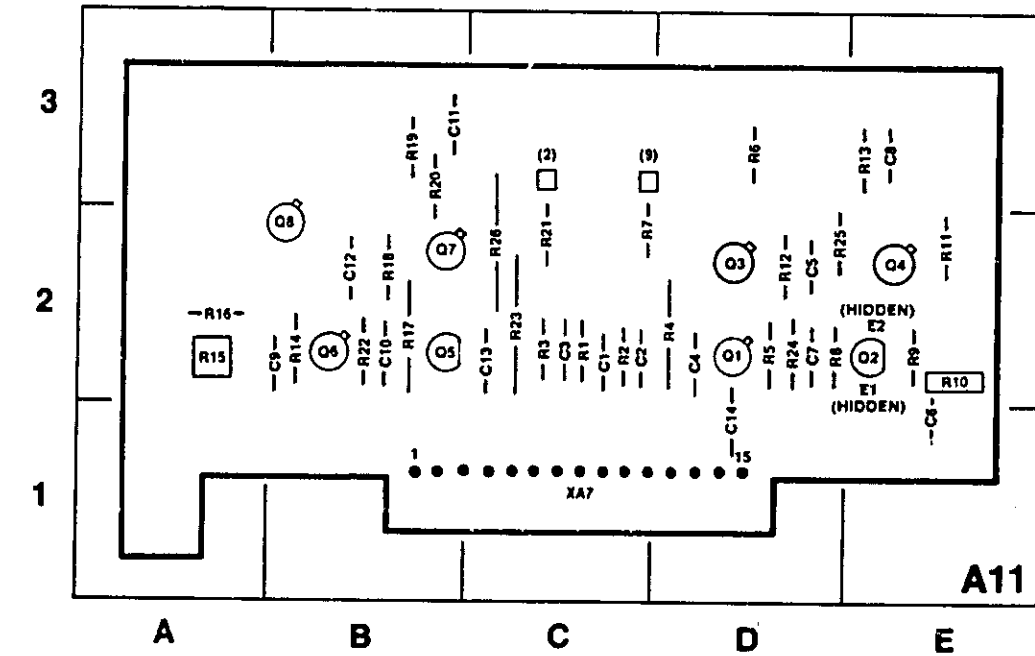 3
R19
C11
R20
(2)
(9)
R6
R13
C8
Q8
C12
R18
Q7
R26
R21
R7
Q3
R12
C5
R25
Q4
R11
2
R16
R15
C9
R14
Q6
R22
C10
R17
Q5
C13
R23
R3
C3
R1
C1
R2
C2
R4
C4
Q1
R5
R24
C7
R8
(HIDDEN)
E2
Q2
E1
(HIDDEN)
R9
R10
C14
C6
1
15
XA7
1
A11
A
B
C
D
E